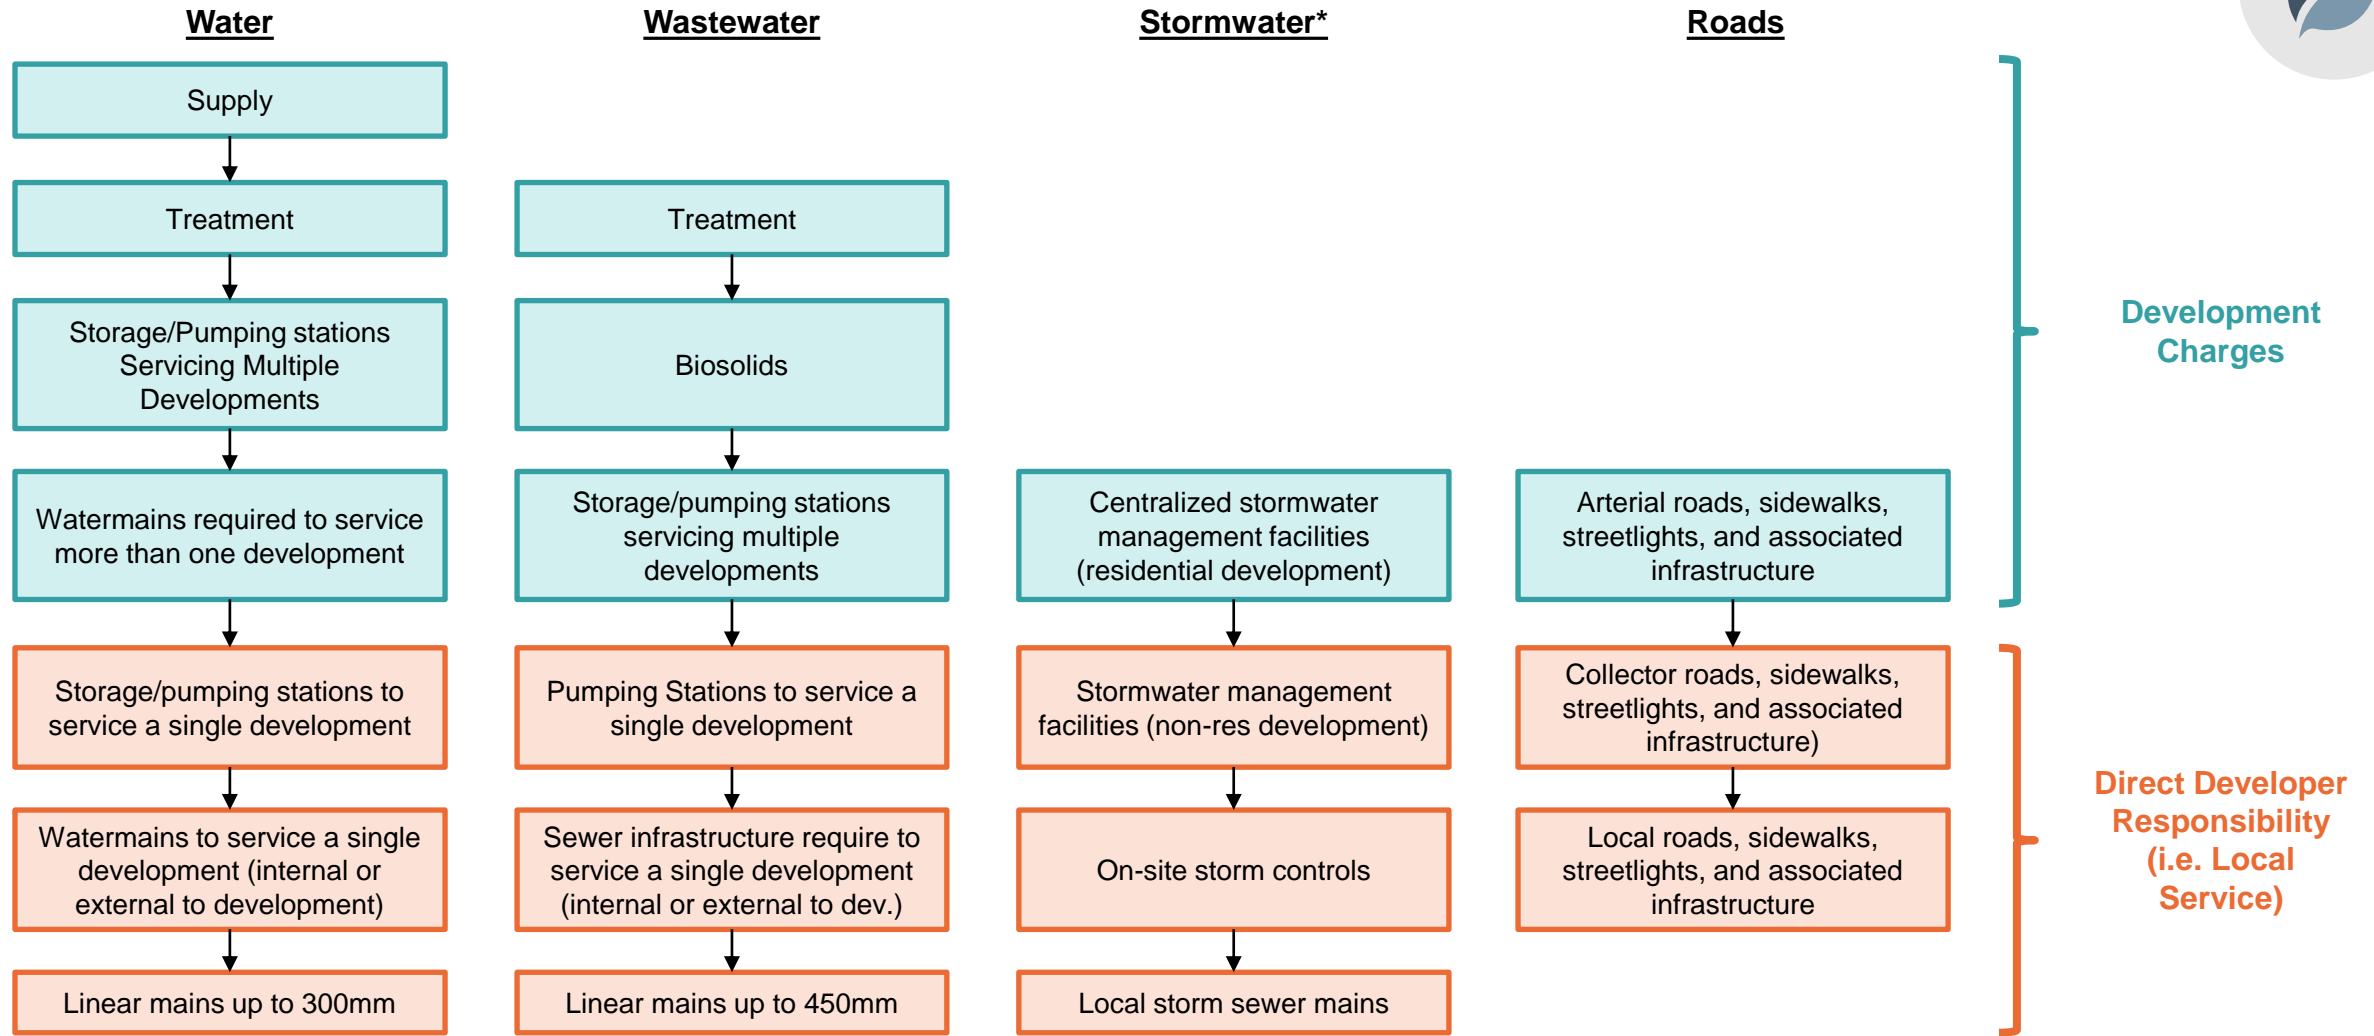 Water
Supply
Treatment
Storage/Pumping stations
Servicing Multiple
Developments
Watermains required to service
more than one development
Storage/pumping stations to
service a single development
Watermains to service a single
development (internal or
external to development)
Linear mains up to 300mm
Wastewater
Treatment
Biosolids
Storage/pumping stations
servicing multiple
developments
Pumping Stations to service a
single development
Sewer infrastructure require to
service a single development
(internal or external to dev.)
Linear mains up to 450mm
Stormwater*
Centralized stormwater
management facilities
(residential development)
Stormwater management
facilities (non-res development)
On-site storm controls
Local storm sewer mains
Roads
Arterial roads, sidewalks,
streetlights, and associated
infrastructure
Collector roads, sidewalks,
streetlights, and associated
infrastructure)
Local roads, sidewalks,
streetlights, and associated
infrastructure
Development
Charges
Direct Developer
Responsibility
(i.e. Local
Service)